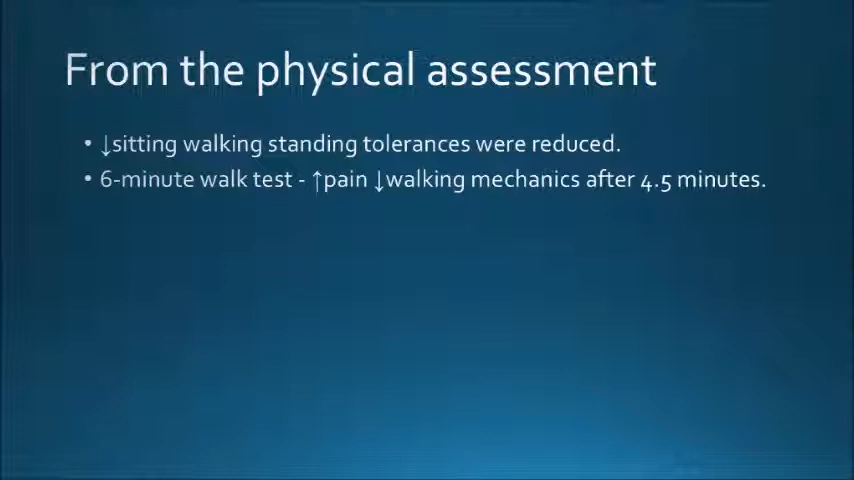 From the physical assessment
• ↓sitting walking standing tolerances were reduced.
• 6-minute walk test - ↑pain ↓walking mechanics after 4.5 minutes.